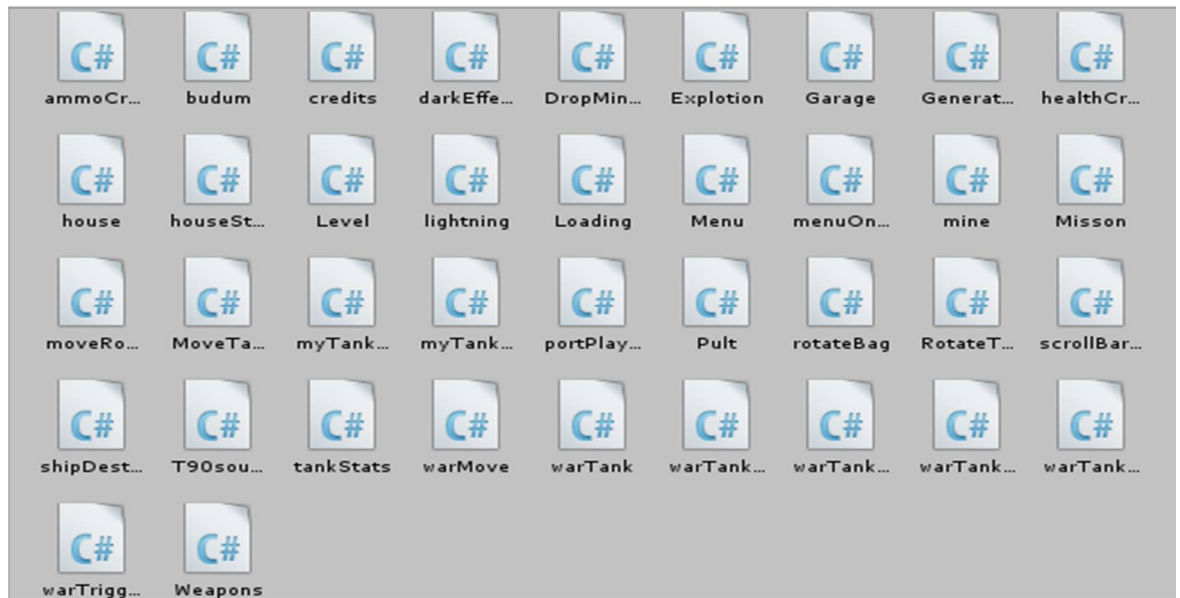 C# C# C# C# C# C# C# C# C#
ammoCr... budum credits darkEffe... DropMin... Explotion Garage Generat... healthCr...
C# C# C# C# C# C# C# C# C#
house houseSt... Level lightning Loading Menu menuOn... mine Misson
C# C# C# C# C# C# C# C# C#
moveRo... MoveTa... myTank... myTank... portPlay... Pult rotateBag RotateT... scrollBar...
C# C# C# C# C# C# C# C# C#
shipDest... T90sou... tankStats warMove warTank warTank... warTank... warTank... warTank...
C# C#
warTrigg... Weapons